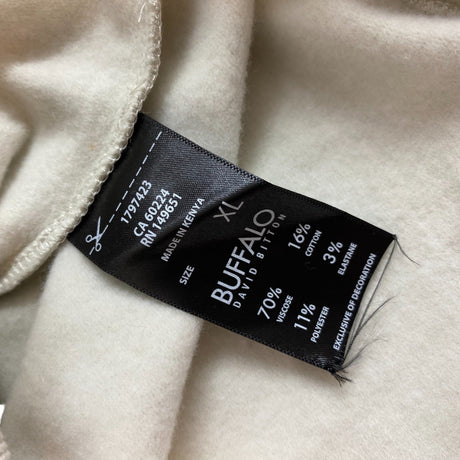 1797423
CA 60224
RN 149651
MADE IN KENYA
SIZE XL
BUFFALO
DAVID BITTON
70%
VISCOSE
16%
COTTON
11%
POLYESTER
3%
ELASTANE
EXCLUSIVE OF DECORATION